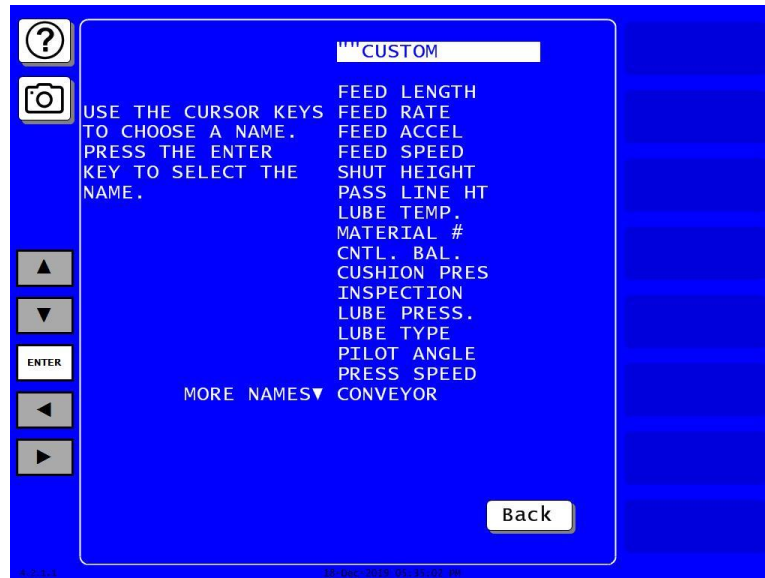 ?
""CUSTOM
FEED LENGTH
USE THE CURSOR KEYS FEED RATE
TO CHOOSE A NAME. FEED ACCEL
PRESS THE ENTER FEED SPEED
KEY TO SELECT THE SHUT HEIGHT
NAME. PASS LINE HT
LUBE TEMP.
MATERIAL #
CNTL. BAL.
CUSHION PRES
INSPECTION
LUBE PRESS.
LUBE TYPE
PILOT ANGLE
ENTER
PRESS SPEED
MORE NAMES▼ CONVEYOR
Back